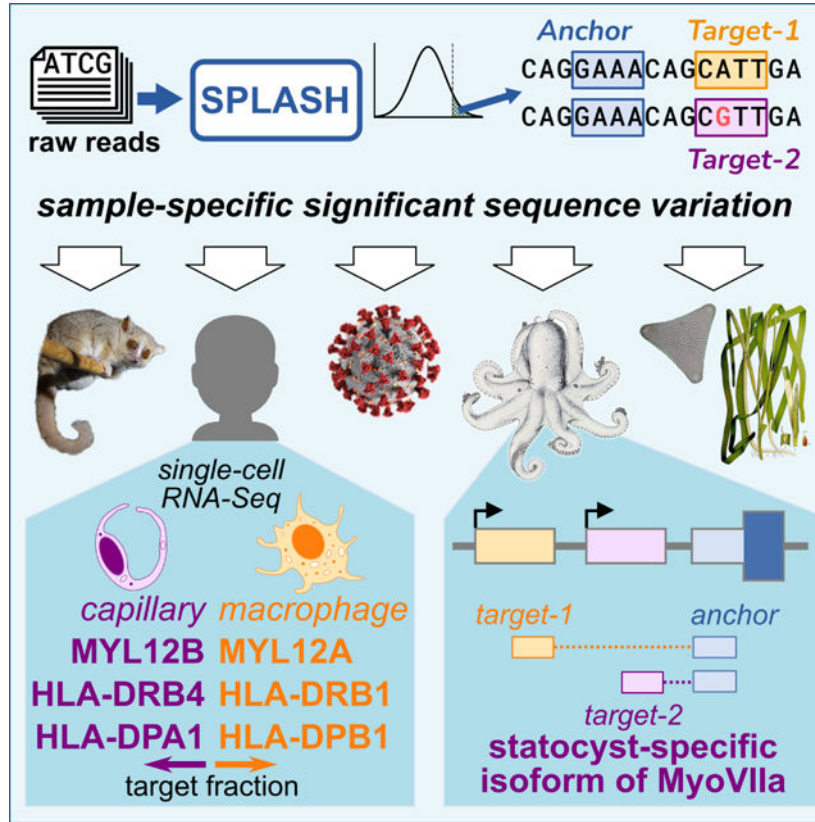 ATCG
raw reads
SPLASH
Anchor Target-1
CAGGAAACAGCATTGA
CAGGAAACAGCGTTGA
Target-2
sample-specific significant sequence variation
single-cell
RNA-Seq
capillary macrophage
MYL12B MYL12A
HLA-DRB4 HLA-DRB1
HLA-DPA1 HLA-DPB1
target fraction
target-1 anchor
target-2
statocyst-specific
isoform of MyoVIIa